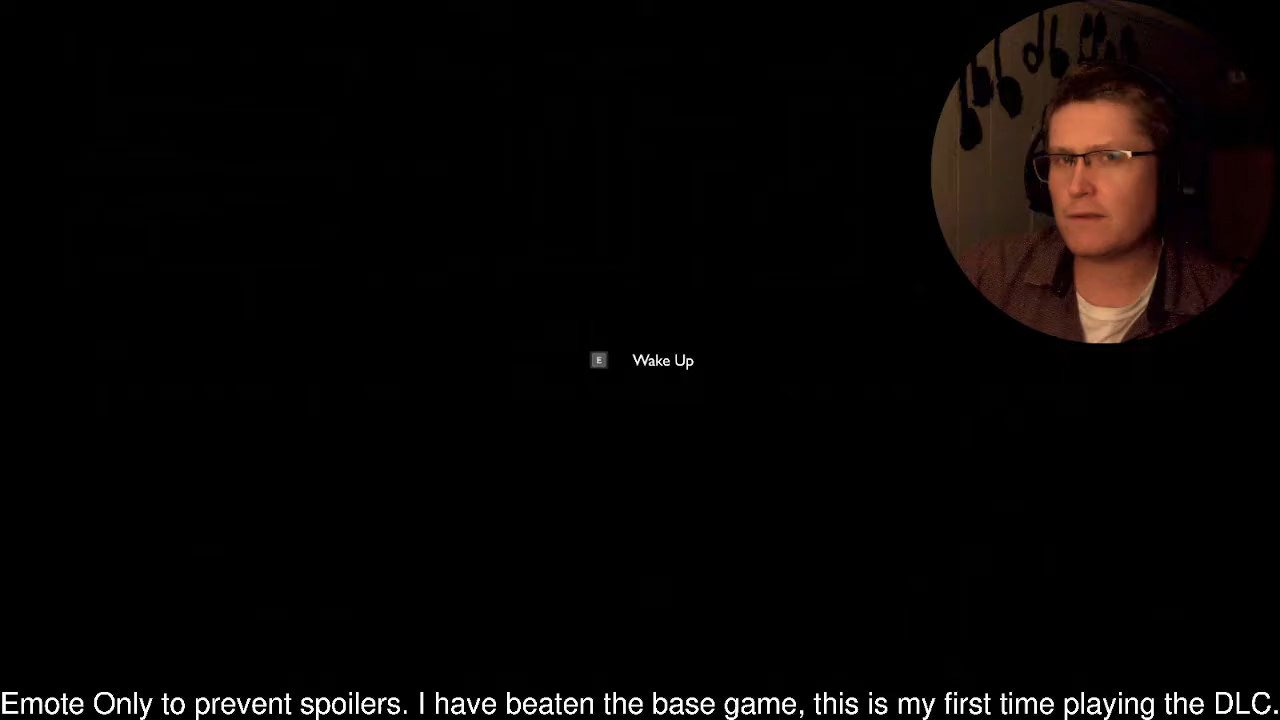 E Wake Up
Emote Only to prevent spoilers. I have beaten the base game, this is my first time playing the DLC.